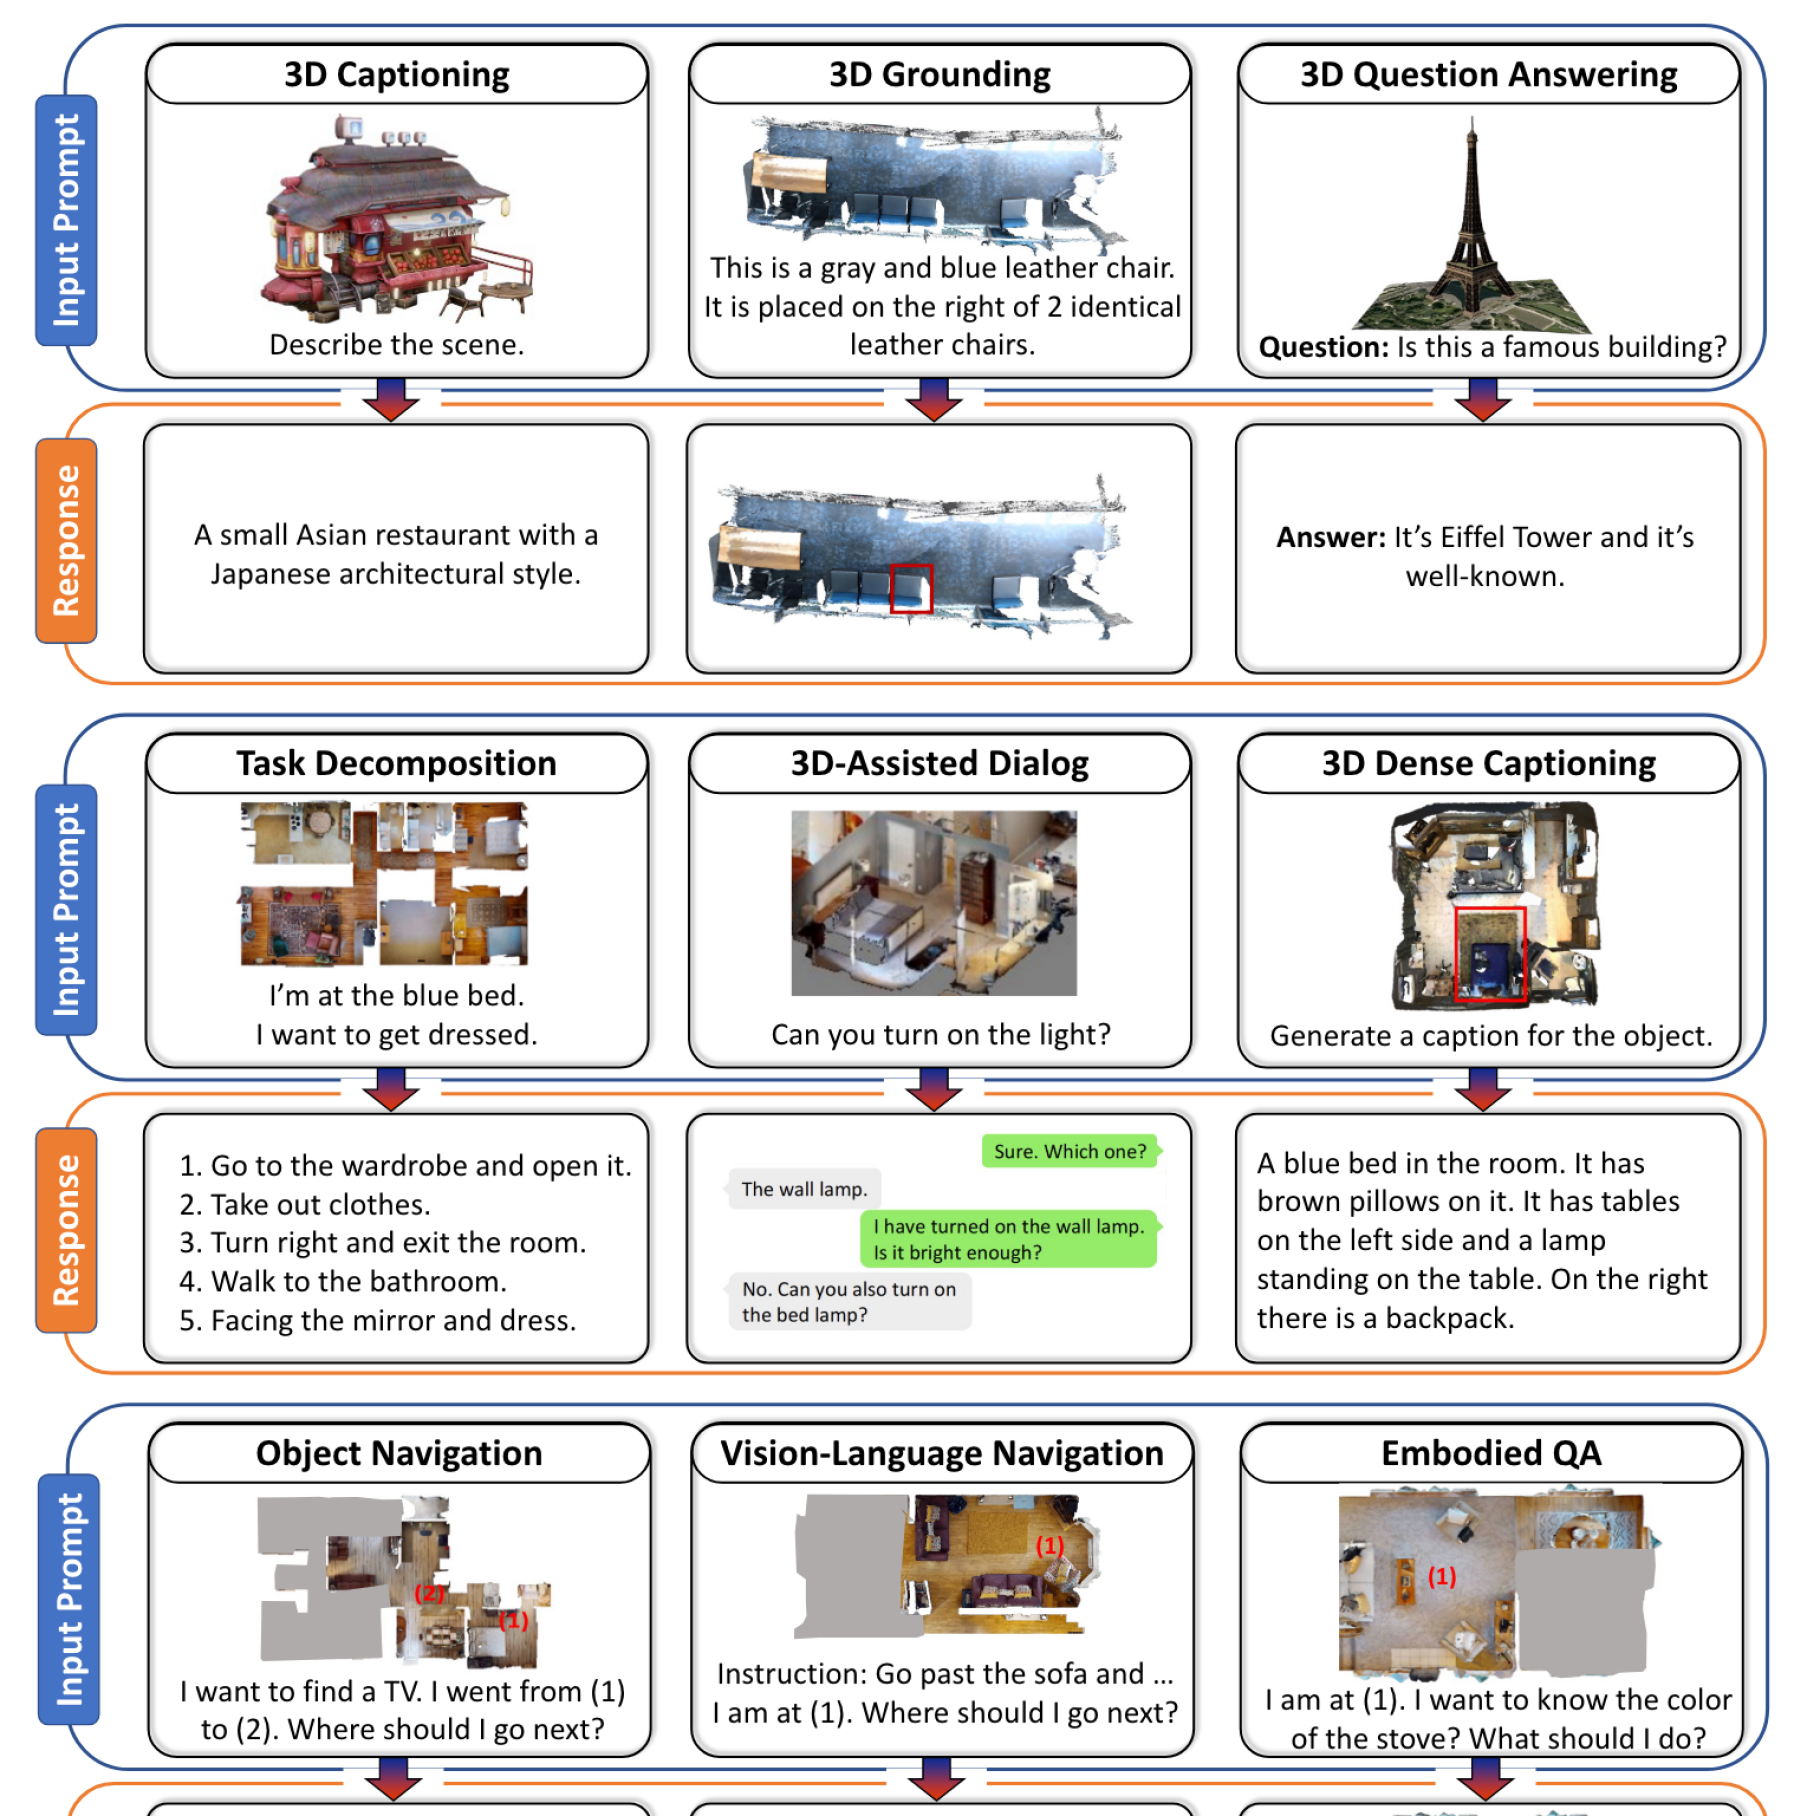 Input Prompt
3D Captioning
Describe the scene.
3D Grounding
This is a gray and blue leather chair.
It is placed on the right of 2 identical
leather chairs.
3D Question Answering
Question: Is this a famous building?
Response
A small Asian restaurant with a
Japanese architectural style.
Answer: It’s Eiffel Tower and it’s
well-known.
Input Prompt
Task Decomposition
I’m at the blue bed.
I want to get dressed.
3D-Assisted Dialog
Can you turn on the light?
3D Dense Captioning
Generate a caption for the object.
Response
1. Go to the wardrobe and open it.
2. Take out clothes.
3. Turn right and exit the room.
4. Walk to the bathroom.
5. Facing the mirror and dress.
Sure. Which one?
The wall lamp.
I have turned on the wall lamp.
Is it bright enough?
No. Can you also turn on
the bed lamp?
A blue bed in the room. It has
brown pillows on it. It has tables
on the left side and a lamp
standing on the table. On the right
there is a backpack.
Input Prompt
Object Navigation
(2)
(1)
I want to find a TV. I went from (1)
to (2). Where should I go next?
Vision-Language Navigation
(1)
Instruction: Go past the sofa and ...
I am at (1). Where should I go next?
Embodied QA
(1)
I am at (1). I want to know the color
of the stove? What should I do?